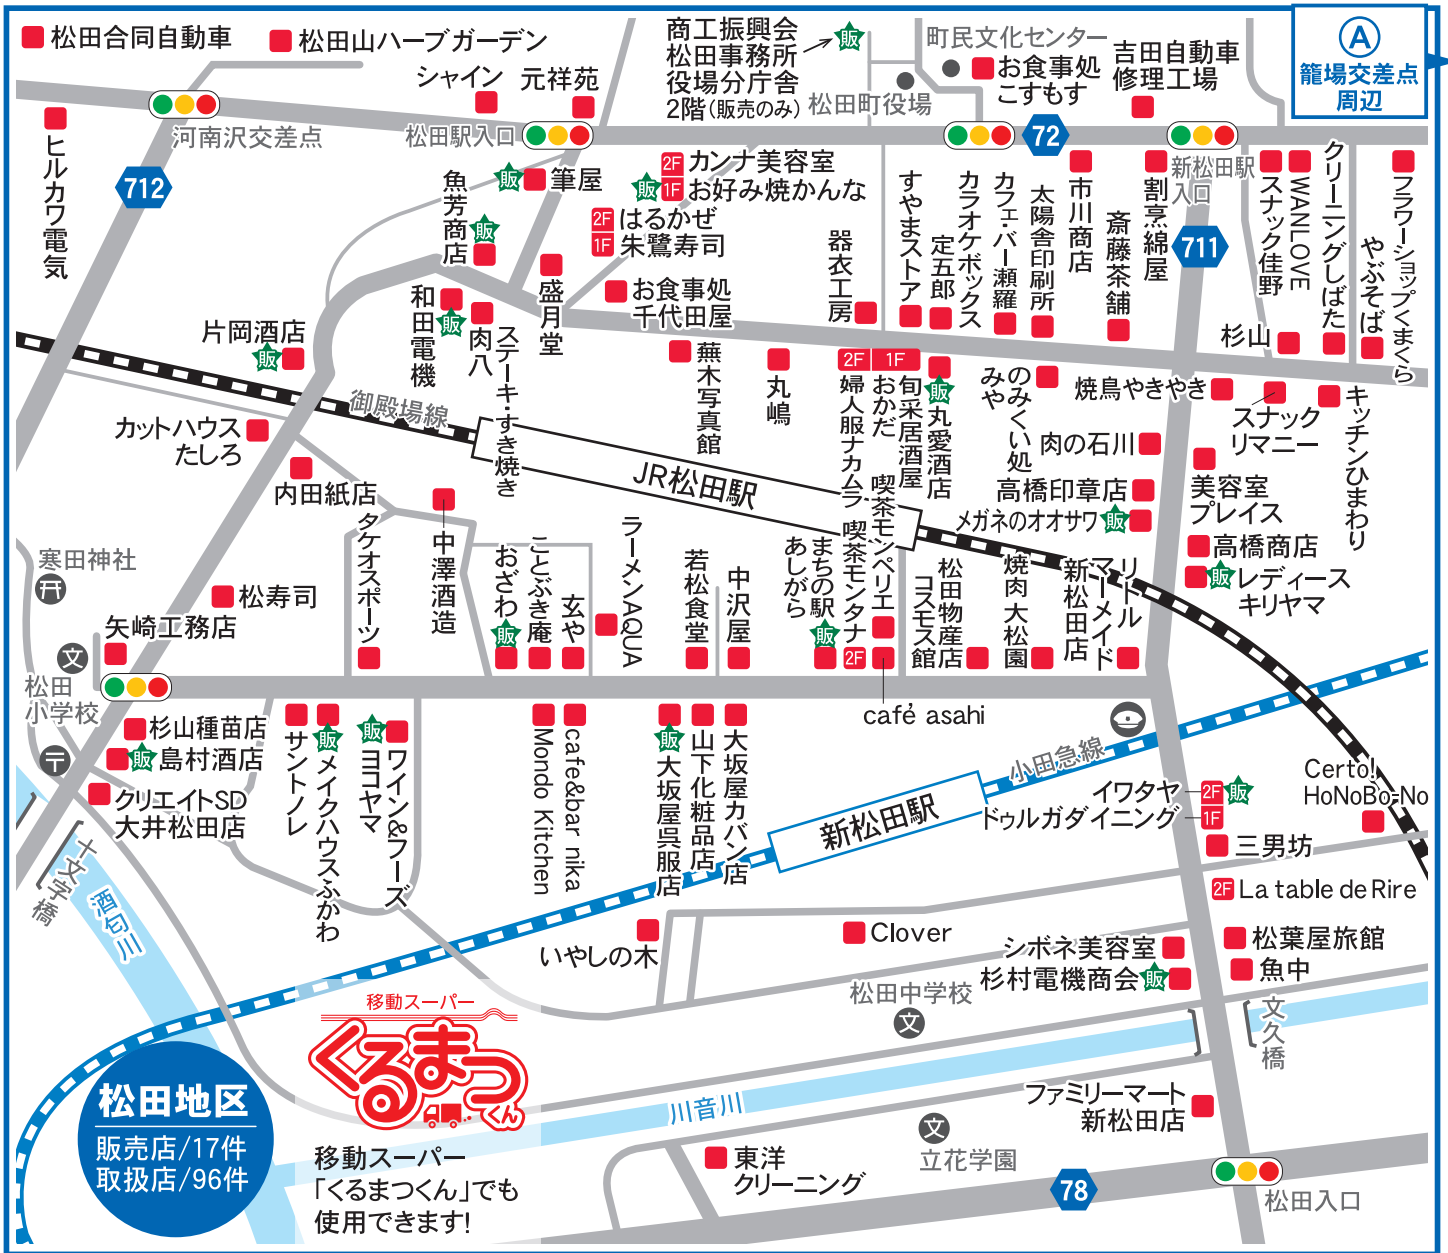 松田合同自動車
松田山ハーブガーデン
シャイン
元祥苑
商工振興会
松田事務所
役場分庁舎
2階(販売のみ)
販
町民文化センター
お食事処
こすもす
松田町役場
吉田自動車
修理工場
A
籠場交差点
周辺
ヒルカワ電気
河南沢交差点
712
松田駅入口
72
新松田駅
入口
711
魚芳商店
販
販
筆屋
2F カンナ美容室
販 1F お好み焼かんな
2F はるかぜ
1F 朱鷺寿司
お食事処
千代田屋
盛月堂
和田電機
販
肉八
ステーキ・すき焼き
片岡酒店
販
蕪木写真館
丸嶋
器衣工房
すやまストア
定五郎
カラオケボックス
カフェ・バー瀬羅
太陽舎印刷所
市川商店
斎藤茶舗
割烹綿屋
スナック佳野
WANLOVE
クリーニングしばた
やぶそば
フラワーショップくまくら
杉山
焼鳥やきやき
スナック
リマニー
キッチンひまわり
2F
婦人服ナカムラ
1F
旬采居酒屋
おかだ
販
丸愛酒店
のみくい処
みや
肉の石川
高橋印章店
メガネのオオサワ
販
美容室
プレイス
高橋商店
販
レディース
キリヤマ
御殿場線
JR松田駅
カットハウス
たしろ
内田紙店
タケオスポーツ
中澤酒造
おざわ
販
ことぶき庵
玄や
ラーメンAQUA
若松食堂
中沢屋
まちの駅
あしがら
販
喫茶モンタナ
2F
喫茶モンペリエ
café asahi
松田物産店
コスモス館
焼肉 大松園
リトル
マーメイド
新松田店
寒田神社
松寿司
矢崎工務店
文
松田
小学校
杉山種苗店
販
島村酒店
クリエイトSD
大井松田店
サントノレ
メイクハウスふかわ
販
ワイン&フーズ
ヨコヤマ
販
Mondo Kitchen
cafe&bar nika
販
大坂屋呉服店
山下化粧品店
大坂屋カバン店
小田急線
新松田駅
イワタヤ
2F
販
ドゥルガダイニング
1F
Certo!
HoNoBo-No
三男坊
2F La table de Rire
十文字橋
酒匂川
いやしの木
Clover
シボネ美容室
杉村電機商会
販
松葉屋旅館
魚中
松田中学校
文
文久橋
移動スーパー
くるまつ
くん
移動スーパー
「くるまつくん」でも
使用できます!
松田地区
販売店/17件
取扱店/96件
川音川
ファミリーマート
新松田店
文
立花学園
東洋
クリーニング
78
松田入口